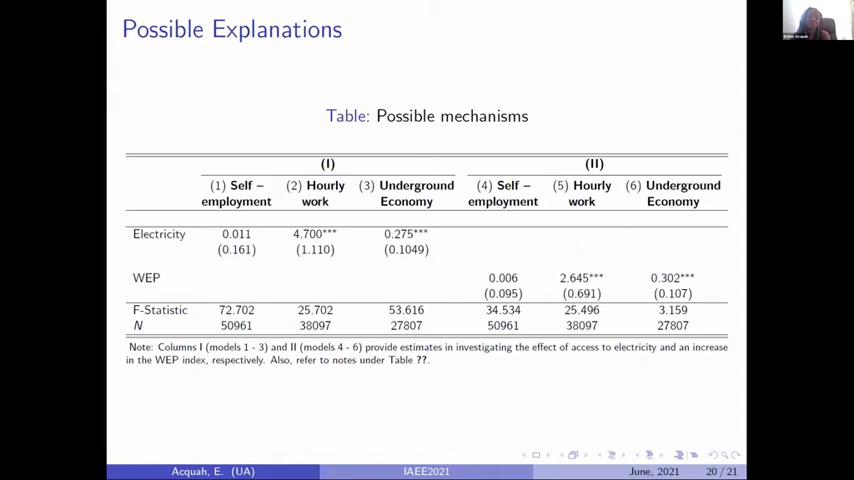 Possible Explanations
Table: Possible mechanisms
(I) (II)
(1) Self – (2) Hourly (3) Underground (4) Self – (5) Hourly (6) Underground
employment work Economy employment work Economy
Electricity 0.011 4.700*** 0.275***
(0.161) (1.110) (0.1049)
WEP 0.006 2.645*** 0.302***
(0.095) (0.691) (0.107)
F-Statistic 72.702 25.702 53.616 34.534 25.496 3.159
N 50961 38097 27807 50961 38097 27807
Note: Columns I (models 1 - 3) and II (models 4 - 6) provide estimates in investigating the effect of access to electricity and an increase
in the WEP index, respectively. Also, refer to notes under Table ??.
Acquah, E. (UA) IAEE2021 June, 2021 20 / 21
Esther Acquah